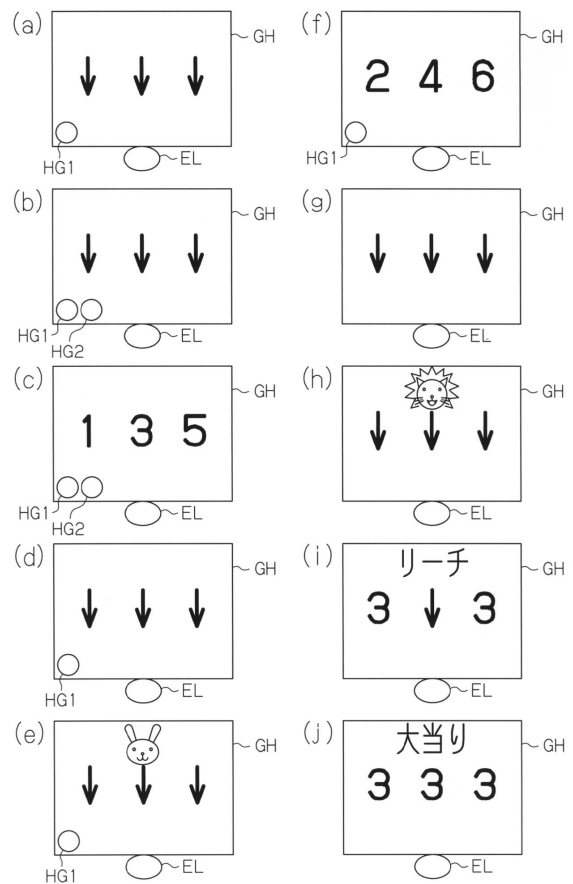 (a)
↓ ↓ ↓
GH
HG1
EL
(b)
↓ ↓ ↓
GH
HG1
HG2
EL
(c)
1 3 5
GH
HG1
HG2
EL
(d)
↓ ↓ ↓
GH
HG1
EL
(e)
↓ ↓ ↓
GH
HG1
EL
(f)
2 4 6
GH
HG1
EL
(g)
↓ ↓ ↓
GH
EL
(h)
↓ ↓ ↓
GH
EL
(i)
リーチ
3 ↓ 3
GH
EL
(j)
大当り
3 3 3
GH
EL